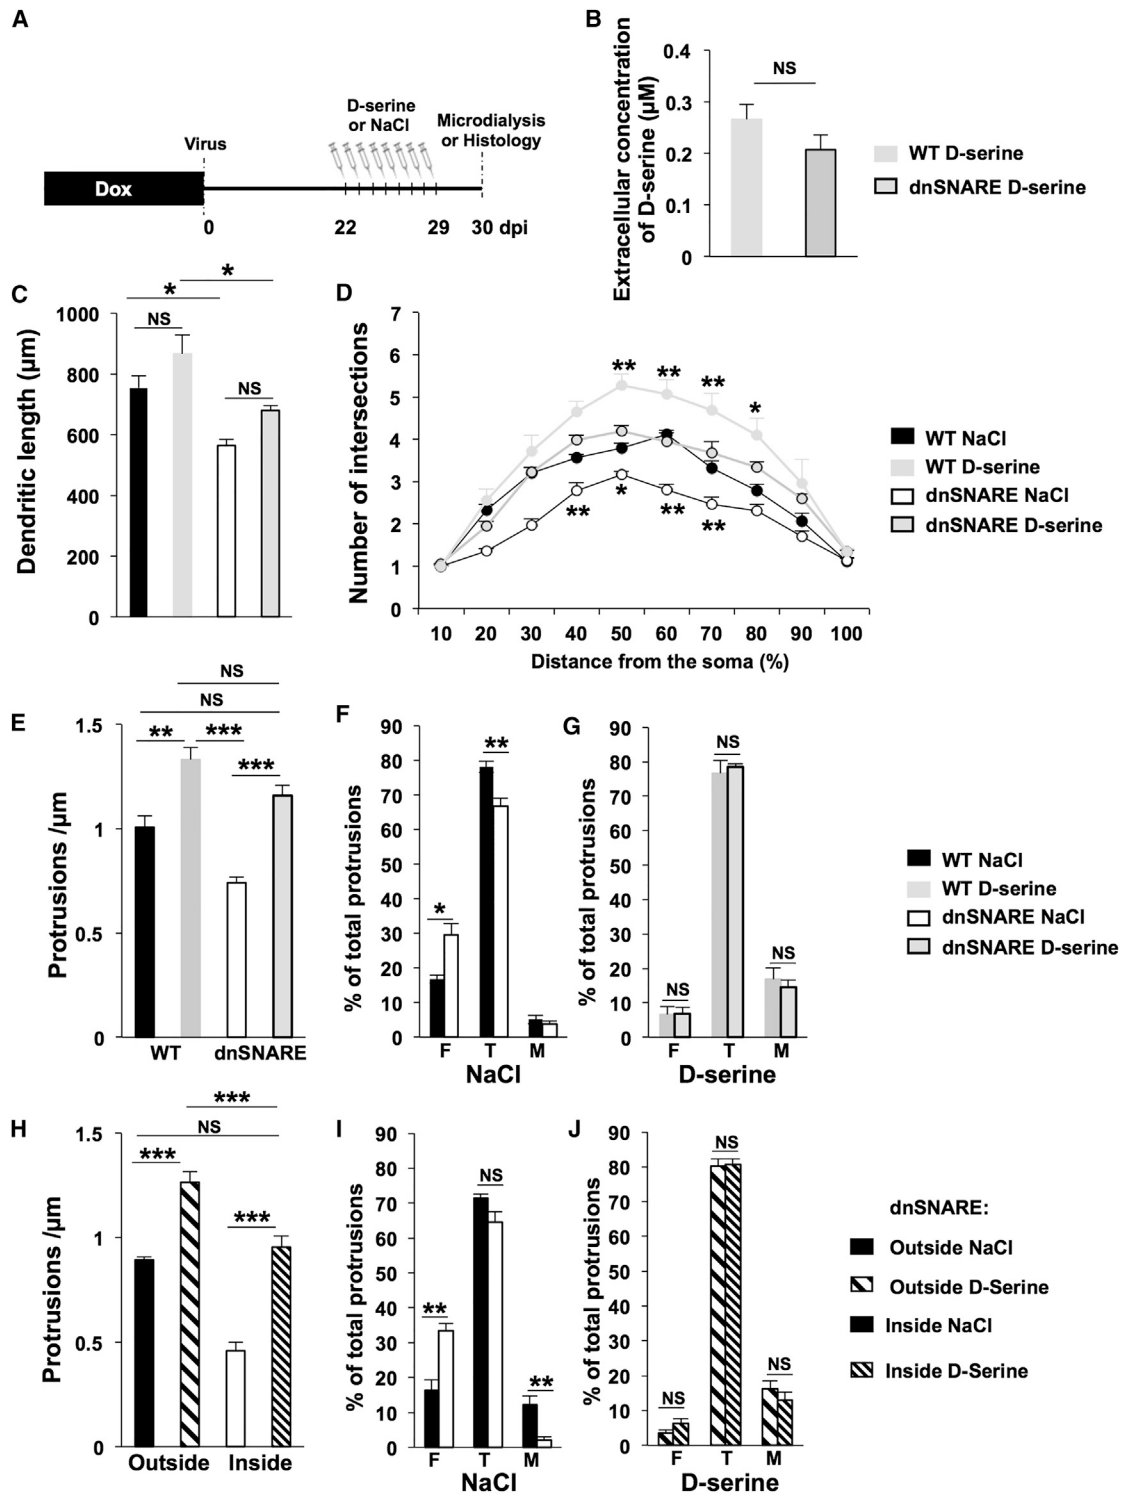 A
Virus
D-serine
or NaCl
Microdialysis
or Histology
Dox
0
22
29
30 dpi
B
Extracellular concentration
of D-serine (µM)
0.4
0.3
0.2
0.1
0
NS
WT D-serine
dnSNARE D-serine
C
Dendritic length (µm)
1000
800
600
400
200
0
*
*
NS
NS
D
Number of intersections
7
6
5
4
3
2
1
0
**
**
**
*
**
*
**
**
10 20 30 40 50 60 70 80 90 100
Distance from the soma (%)
WT NaCl
WT D-serine
dnSNARE NaCl
dnSNARE D-serine
E
Protrusions /µm
1.5
1
0.5
0
NS
NS
** ***
***
WT dnSNARE
F
% of total protrusions
90
80
70
60
50
40
30
20
10
0
*
**
F T M
NaCl
G
% of total protrusions
90
80
70
60
50
40
30
20
10
0
NS
NS
NS
F T M
D-serine
WT NaCl
WT D-serine
dnSNARE NaCl
dnSNARE D-serine
H
Protrusions /µm
1.5
1
0.5
0
***
NS
***
***
Outside Inside
I
% of total protrusions
90
80
70
60
50
40
30
20
10
0
**
NS
**
F T M
NaCl
J
% of total protrusions
90
80
70
60
50
40
30
20
10
0
NS
NS
NS
F T M
D-serine
dnSNARE:
Outside NaCl
Outside D-Serine
Inside NaCl
Inside D-Serine